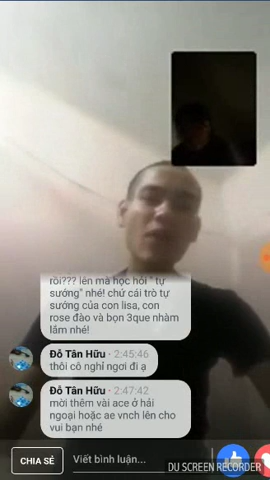 rồi??? lên mà học hỏi " tự
sướng" nhé! chứ cái trò tự
sướng của con lisa, con
rose đào và bọn 3que nhàm
lắm nhé!
Đỗ Tân Hữu · 2:45:46
thôi có nghỉ ngơi đi ạ
Đỗ Tân Hữu · 2:47:42
mời thêm vài ace ở hải
ngoại hoặc ae vnch lên cho
vui bạn nhé
CHIA SẺ
Viết bình luận...
DU SCREEN RECORDER